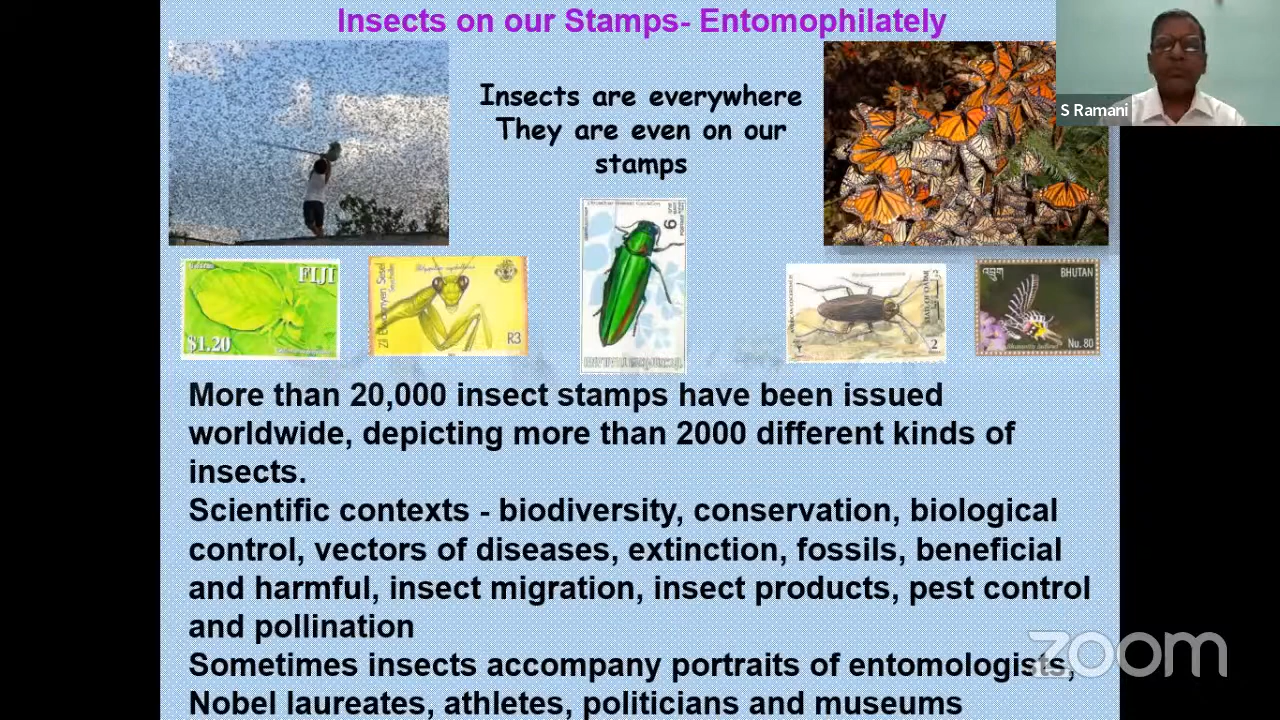 Insects on our Stamps- Entomophilately
S Ramani
Insects are everywhere
They are even on our
stamps
FIJI
$1.20
R3
BHUTAN
Nu. 80
2
More than 20,000 insect stamps have been issued
worldwide, depicting more than 2000 different kinds of
insects.
Scientific contexts - biodiversity, conservation, biological
control, vectors of diseases, extinction, fossils, beneficial
and harmful, insect migration, insect products, pest control
and pollination
Sometimes insects accompany portraits of entomologists,
Nobel laureates, athletes, politicians and museums
zoom